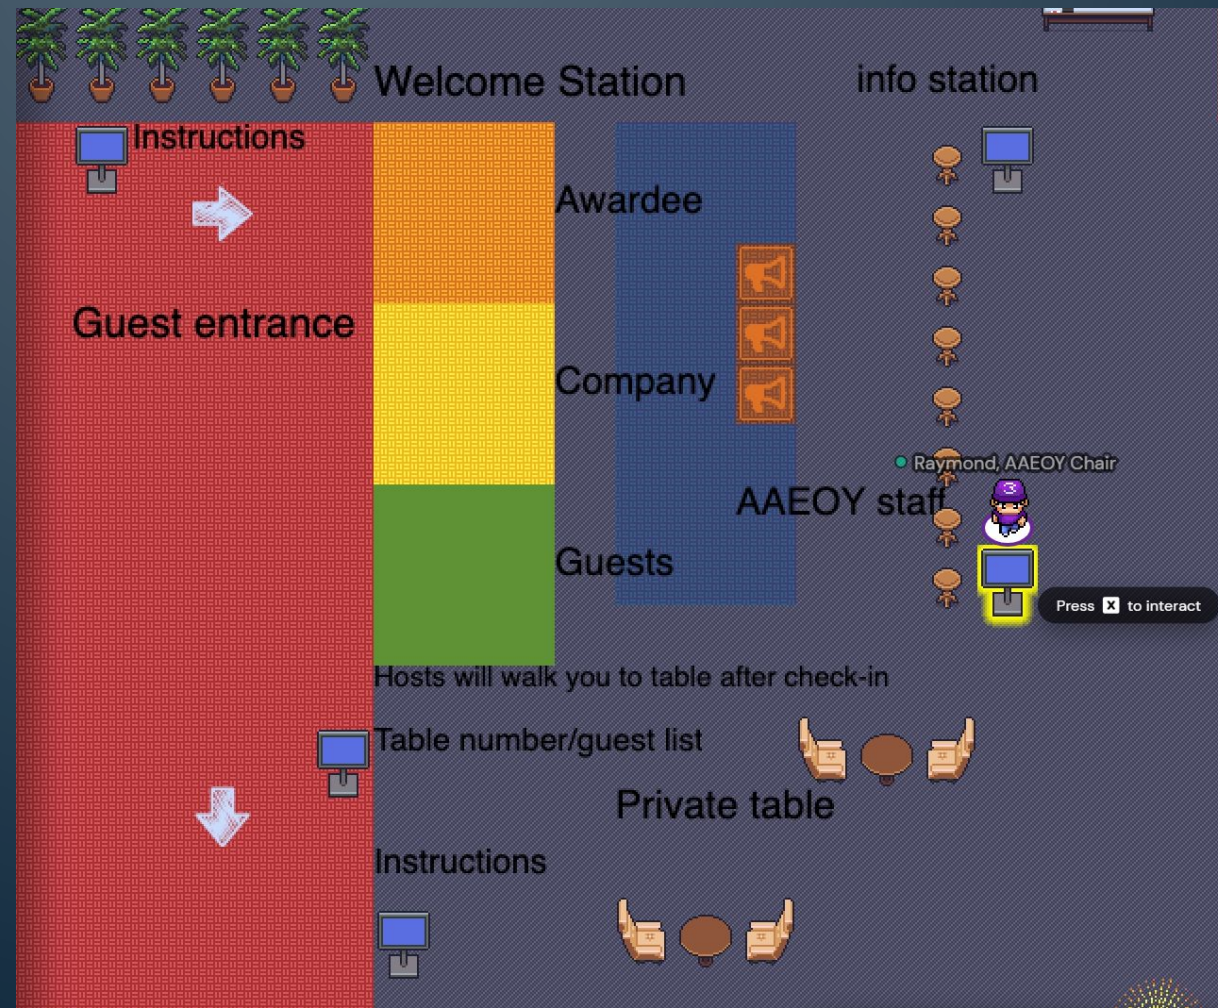 Welcome Station
info station
Instructions
Awardee
Guest entrance
Company
Raymond, AAEOY Chair
AAEOY staff
Guests
Press X to interact
Hosts will walk you to table after check-in
Table number/guest list
Private table
Instructions